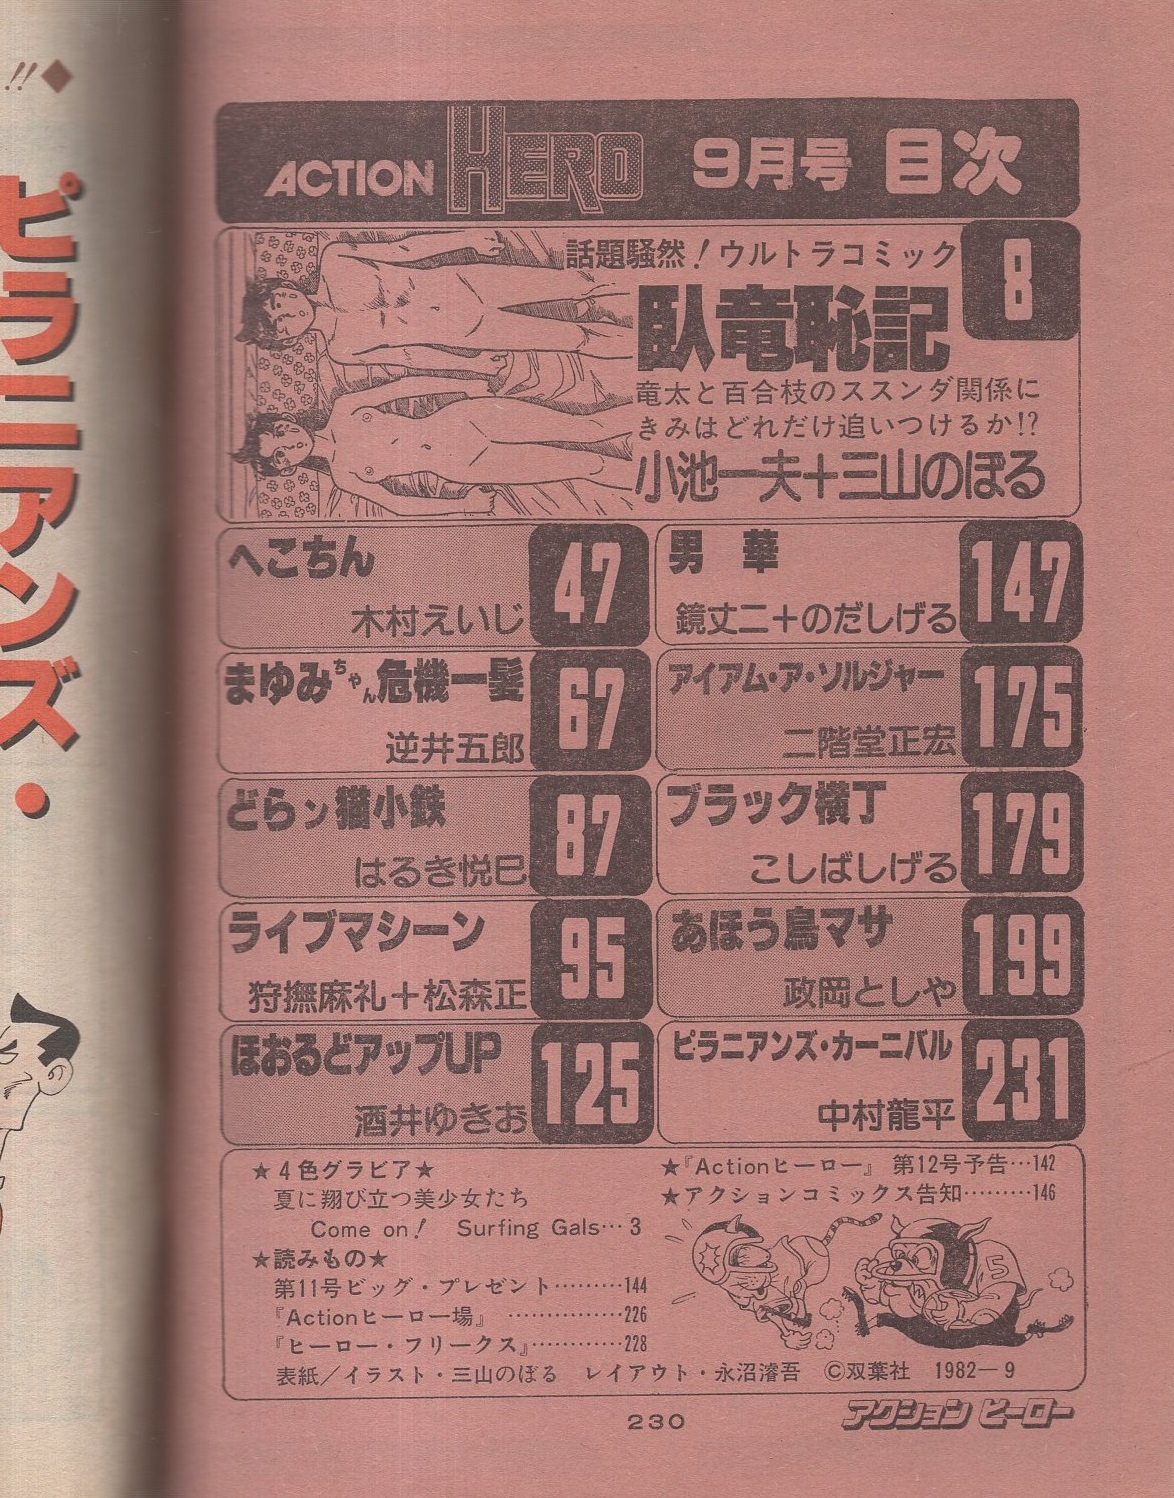 !!◆
ピラニアンズ・
ACTION HERO 9月号 目次
話題騒然！ウルトラコミック
8
臥竜恥記
竜太と百合枝のススンダ関係に
きみはどれだけ追いつけるか!?
小池一夫＋三山のぼる
へこちん
木村えいじ
47
まゆみちゃん危機一髪
逆井五郎
67
どらン猫小鉄
はるき悦巳
87
ライブマシーン
狩撫麻礼＋松森正
95
ほおるどアップUP
酒井ゆきお
125
男 華
鏡丈二＋のだしげる
147
アイアム・ア・ソルジャー
二階堂正宏
175
ブラック横丁
こしばしげる
179
あほう鳥マサ
政岡としや
199
ピラニアンズ・カーニバル
中村龍平
231
★4色グラビア★
夏に翔び立つ美少女たち
Come on! Surfing Gals…3
★読みもの★
第11号ビッグ・プレゼント………144
『Actionヒーロー場』……………226
『ヒーロー・フリークス』…………228
★『Actionヒーロー』 第12号予告…142
★アクションコミックス告知………146
5
表紙／イラスト・三山のぼる レイアウト・永沼濬吾 ©双葉社 1982―9
230
アクション ヒーロー